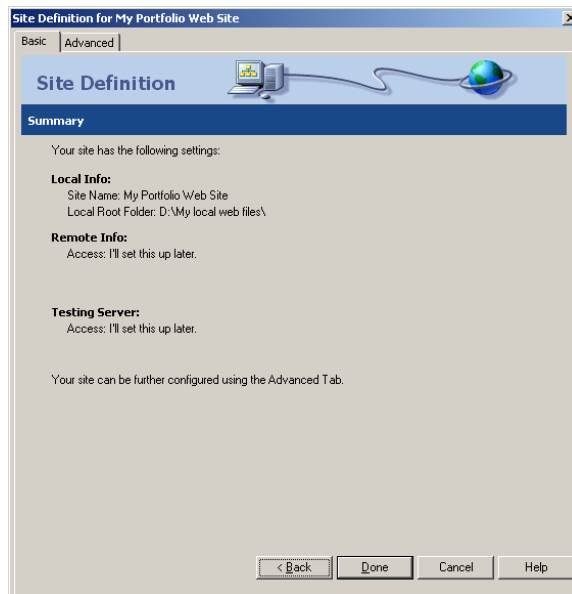 Site Definition for My Portfolio Web Site
Basic
Advanced
Site Definition
Summary
Your site has the following settings:
Local Info:
Site Name: My Portfolio Web Site
Local Root Folder: D:\My local web files\
Remote Info:
Access: I'll set this up later.
Testing Server:
Access: I'll set this up later.
Your site can be further configured using the Advanced Tab.
< Back
Done
Cancel
Help